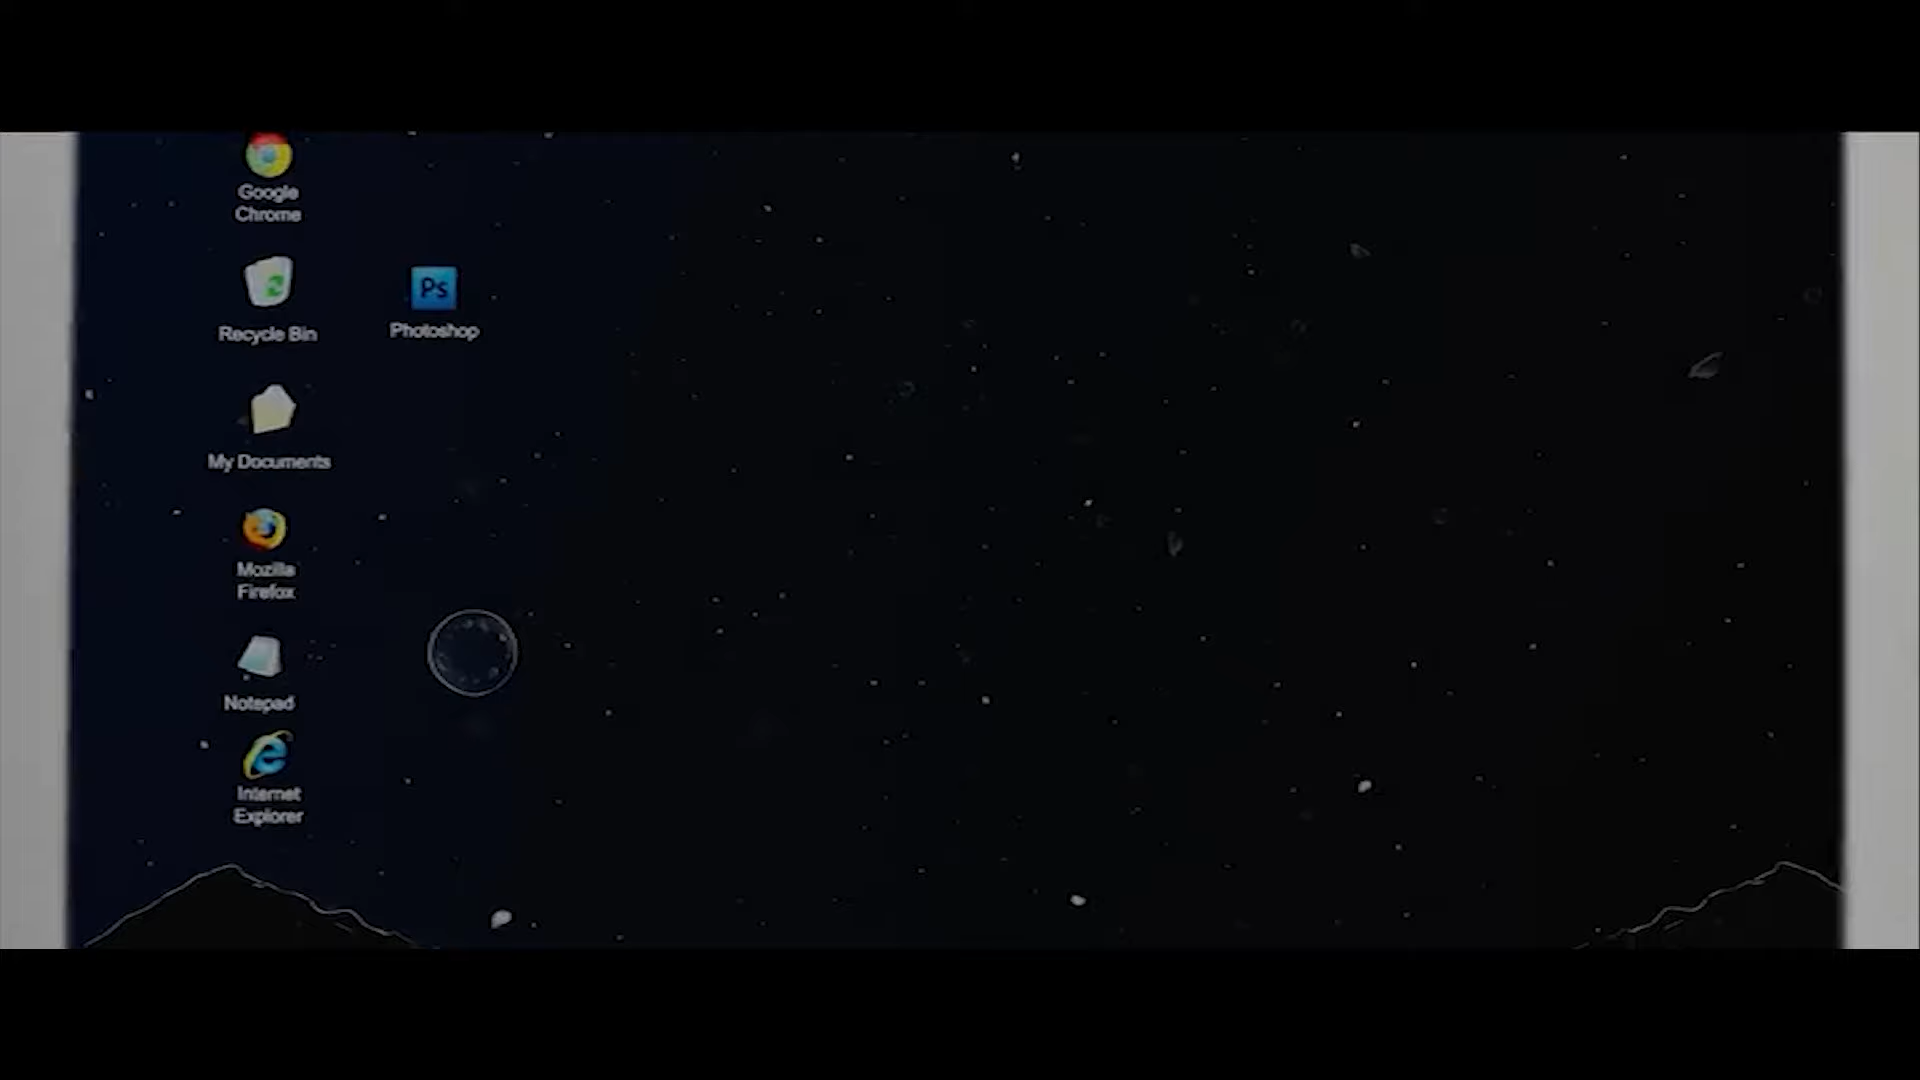 Google
Chrome
Recycle Bin
Ps
Photoshop
My Documents
Mozilla
Firefox
Notepad
Internet
Explorer